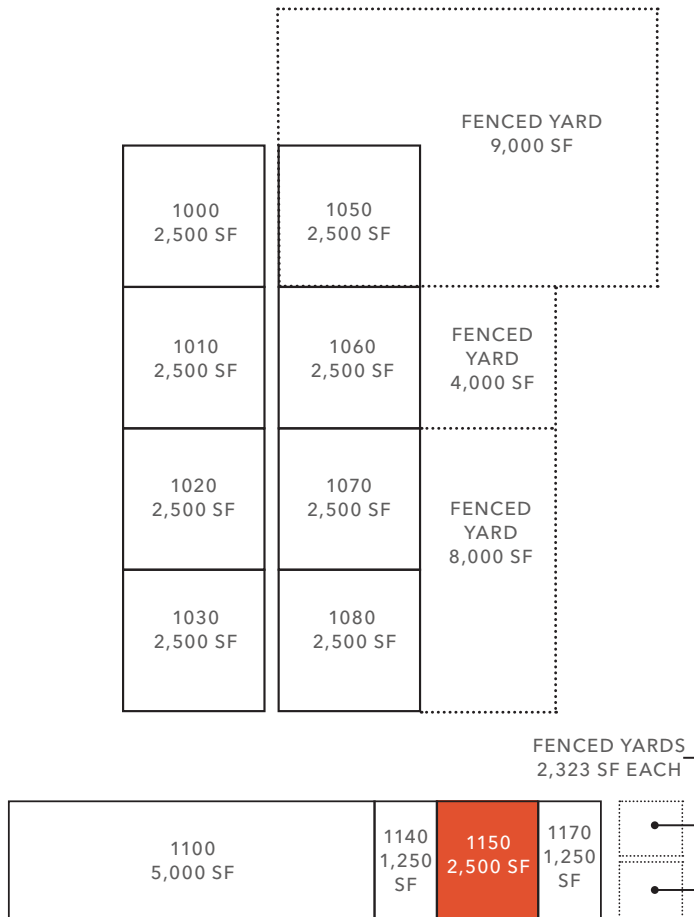 FENCED YARD
9,000 SF
1000
2,500 SF
1050
2,500 SF
1010
2,500 SF
1060
2,500 SF
FENCED
YARD
4,000 SF
1020
2,500 SF
1070
2,500 SF
FENCED
YARD
8,000 SF
1030
2,500 SF
1080
2,500 SF
FENCED YARDS
2,323 SF EACH
1100
5,000 SF
1140
1,250
SF
1150
2,500 SF
1170
1,250
SF